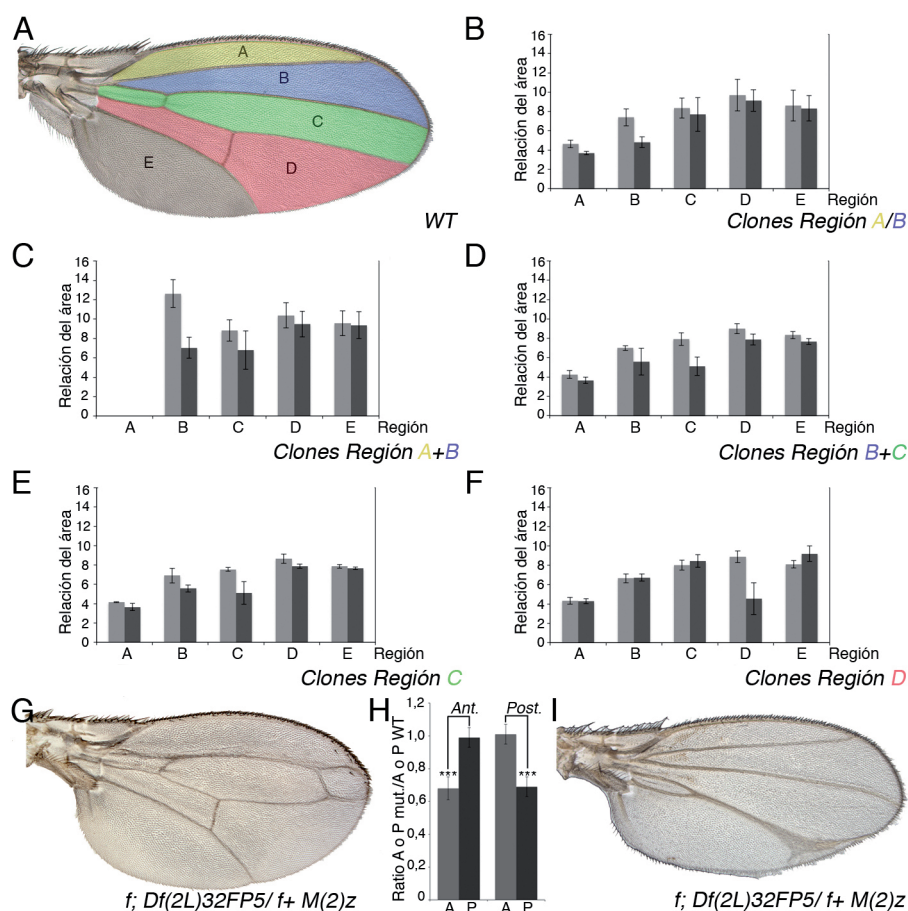 A
A
B
C
D
E
WT
B
Relación del área
16
14
12
10
8
6
4
2
0
A B C D E Región
Clones Región A/B
C
Relación del área
16
14
12
10
8
6
4
2
0
A B C D E Región
Clones Región A+B
D
Relación del área
16
14
12
10
8
6
4
2
0
A B C D E Región
Clones Región B+C
E
Relación del área
16
14
12
10
8
6
4
2
0
A B C D E Región
Clones Región C
F
Relación del área
16
14
12
10
8
6
4
2
0
A B C D E Región
Clones Región D
G
f; Df(2L)32FP5/ f+ M(2)z
H
Ratio A o P mut./A o P WT
1,2
1,0
0,8
0,6
0,4
0,2
0
Ant. Post.
*** ***
A P A P
I
f; Df(2L)32FP5/ f+ M(2)z